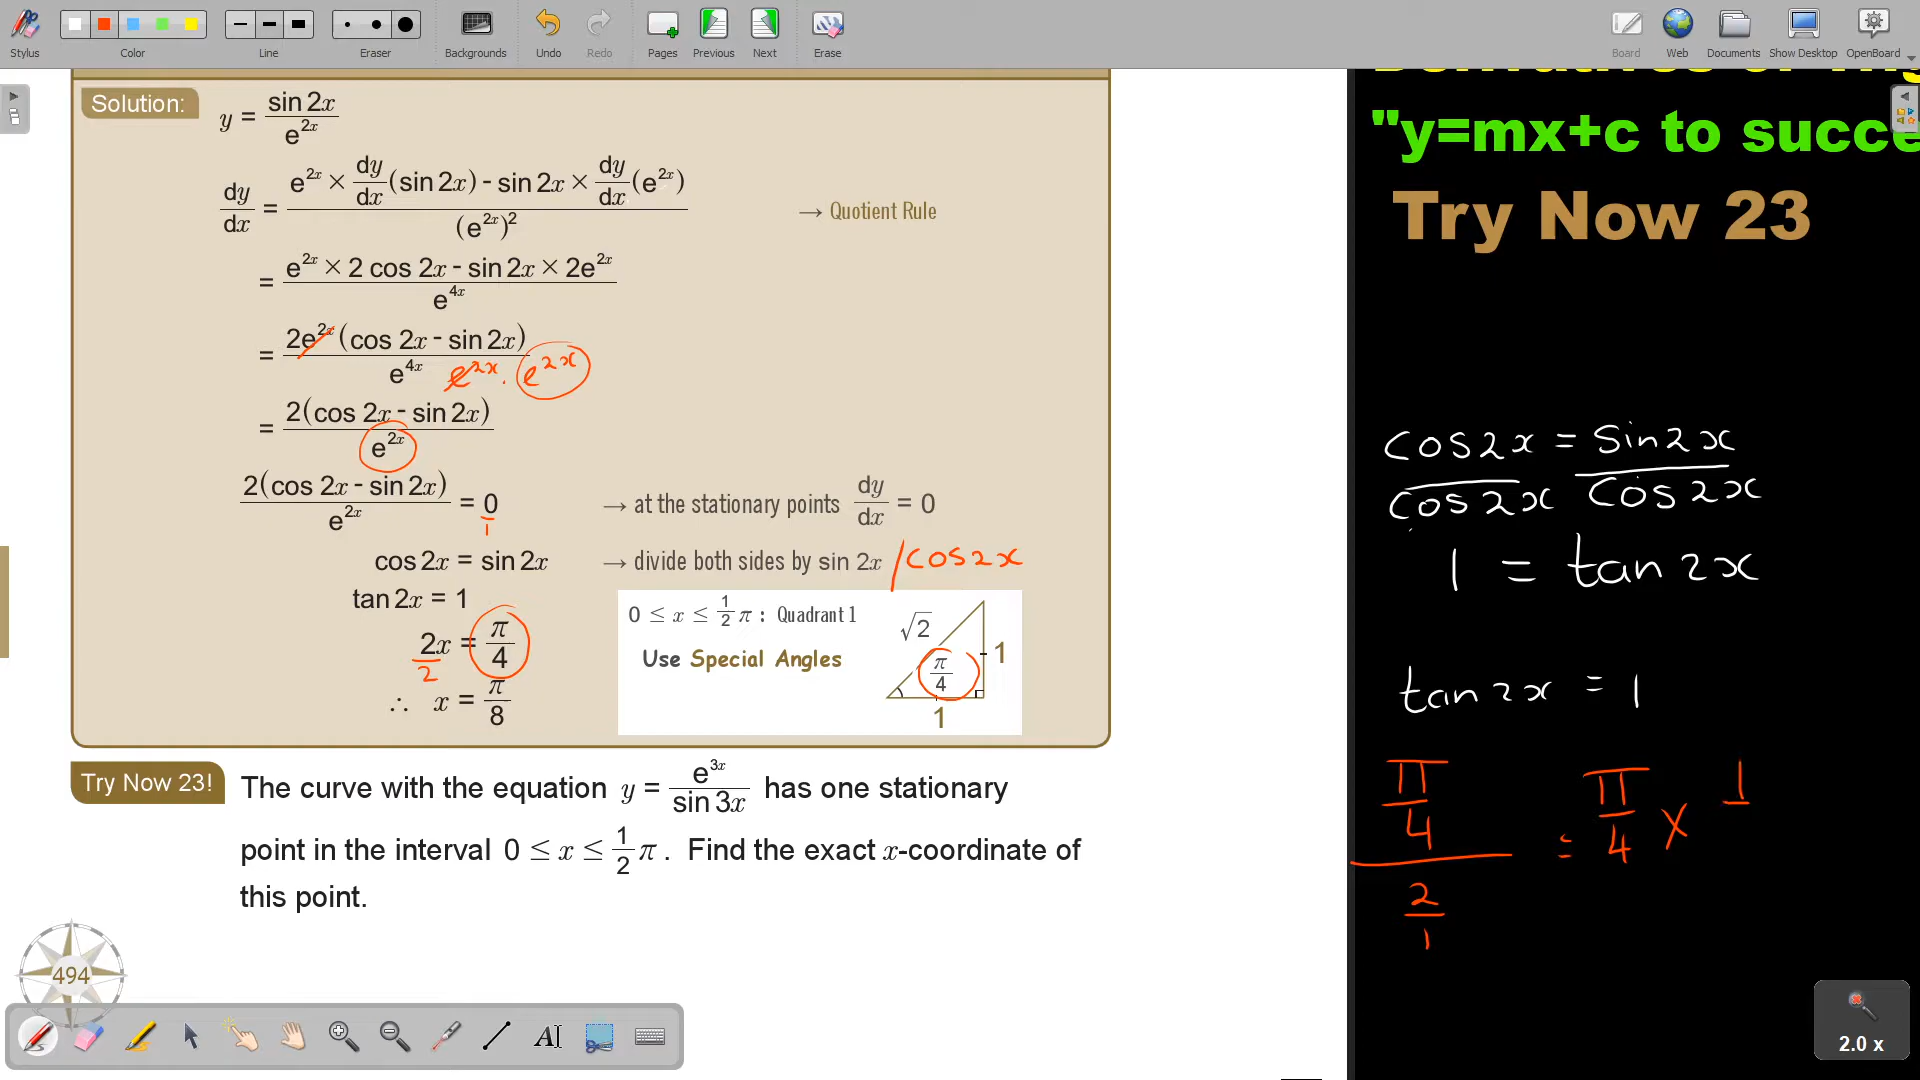 Stylus Color Line Eraser Backgrounds Undo Redo Pages Previous Next Erase Board Web Documents Show Desktop OpenBoard
Solution:
y = sin 2x / e^2x
dy/dx = (e^2x × dy/dx (sin 2x) - sin 2x × dy/dx (e^2x)) / (e^2x)^2 → Quotient Rule
= (e^2x × 2 cos 2x - sin 2x × 2e^2x) / e^4x
= 2e^2x (cos 2x - sin 2x) / e^4x e^2x . e^2x
= 2(cos 2x - sin 2x) / e^2x
2(cos 2x - sin 2x) / e^2x = 0 / 1 → at the stationary points dy/dx = 0
cos 2x = sin 2x → divide both sides by sin 2x / cos2x
tan 2x = 1
2x / 2 = π/4
∴ x = π/8
0 ≤ x ≤ 1/2 π : Quadrant 1
Use Special Angles
√2
π/4
1
1
Try Now 23! The curve with the equation y = e^3x / sin 3x has one stationary
point in the interval 0 ≤ x ≤ 1/2 π. Find the exact x-coordinate of
this point.
494
"y=mx+c to succe
Try Now 23
cos2x = sin2x
cos2x cos2x
1 = tan 2x
tan 2x = 1
π/4 / 2/1 = π/4 × 1
2.0 x